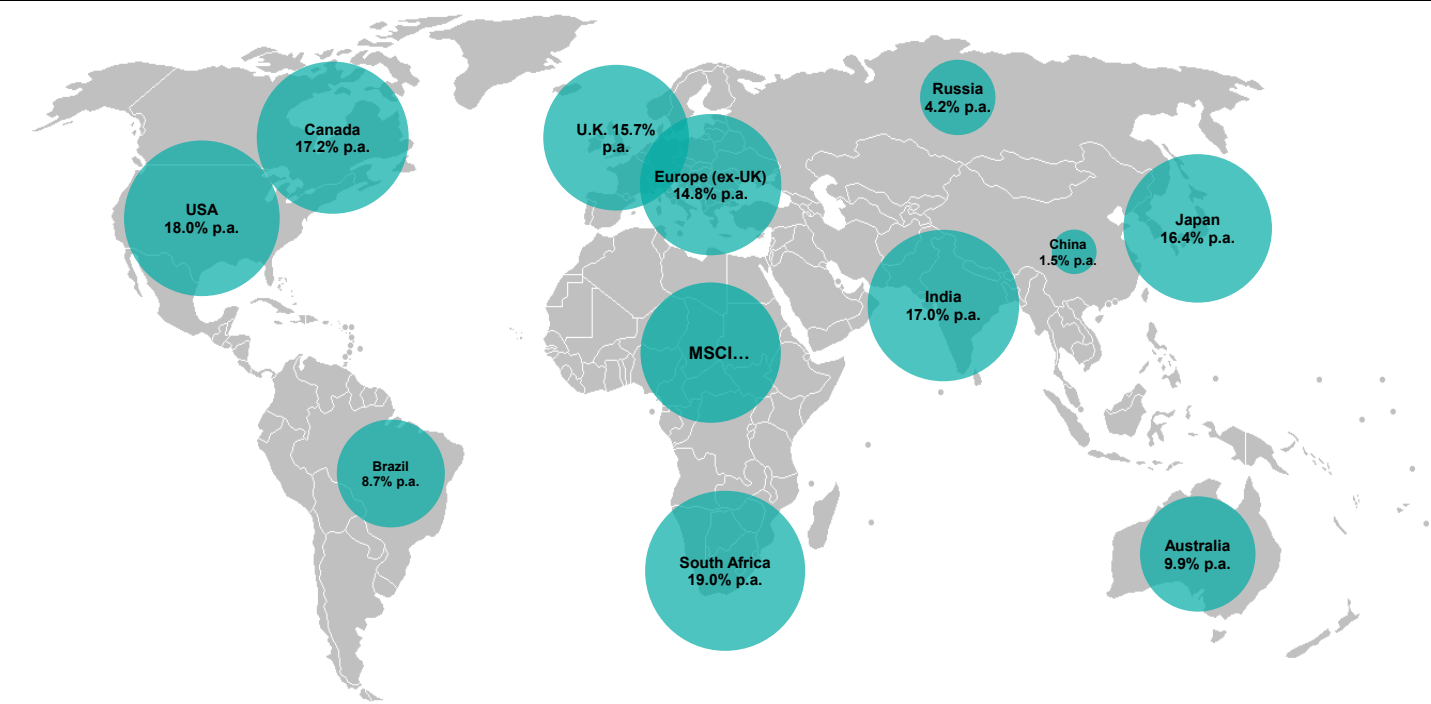 Canada
17.2% p.a.
USA
18.0% p.a.
U.K. 15.7%
p.a.
Europe (ex-UK)
14.8% p.a.
Russia
4.2% p.a.
Japan
16.4% p.a.
China
1.5% p.a.
India
17.0% p.a.
MSCI...
Brazil
8.7% p.a.
South Africa
19.0% p.a.
Australia
9.9% p.a.